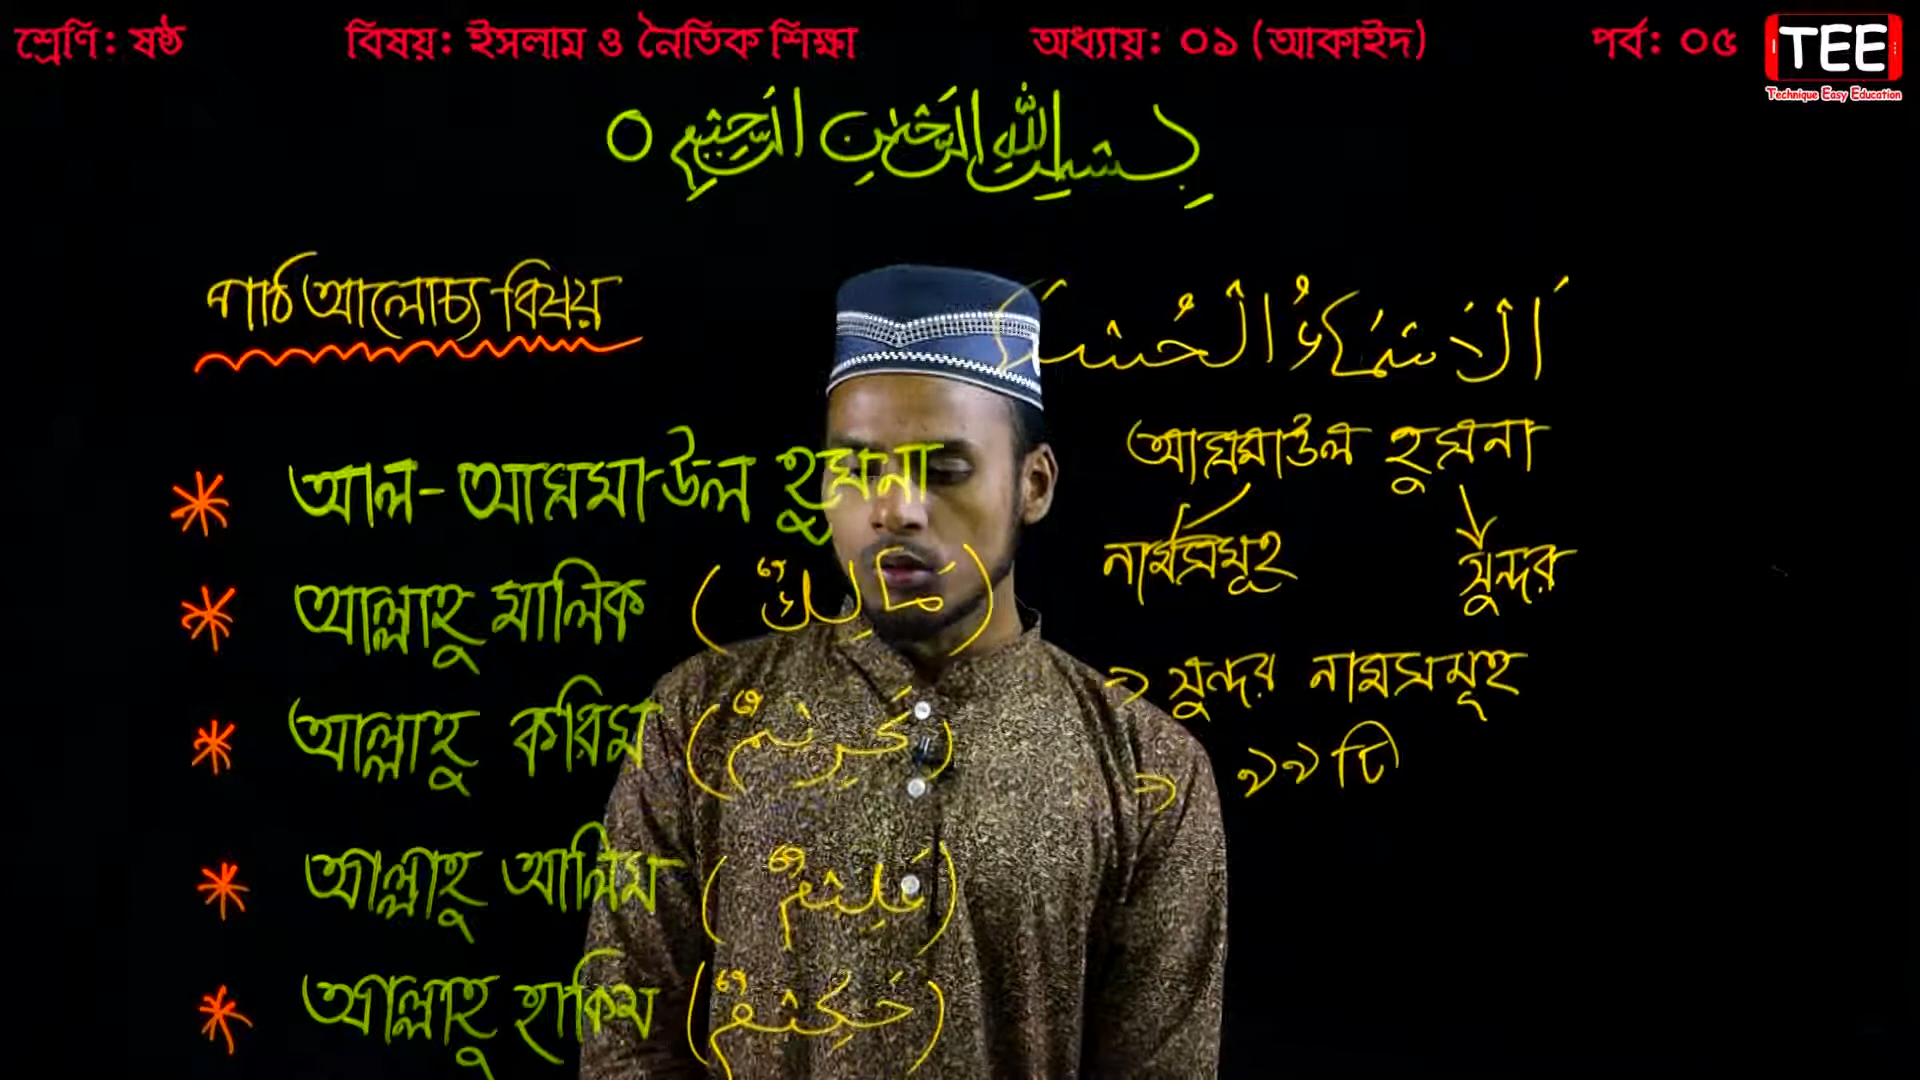 শ্রেণি: ষষ্ঠ বিষয়: ইসলাম ও নৈতিক শিক্ষা অধ্যায়: ০১ (আকাইদ) পর্ব: ০৫
TEE
Technique Easy Education
بِسْمِ اللّٰهِ الرَّحْمٰنِ الرَّحِيْمِ ০
পাঠ আলোচ্য বিষয়
* আল-আসমাউল হুসনা
* আল্লাহু মালিক (مَالِكٌ)
* আল্লাহু করিম (كَرِيْمٌ)
* আল্লাহু আলিম (عَلِيْمٌ)
* আল্লাহু হাকিম (حَكِيْمٌ)
اَلْاَسْمَاءُ الْحُسْنٰى
আসমাউল হুসনা
নামসমূহ সুন্দর
সুন্দর নামসমূহ
৯৯ টি